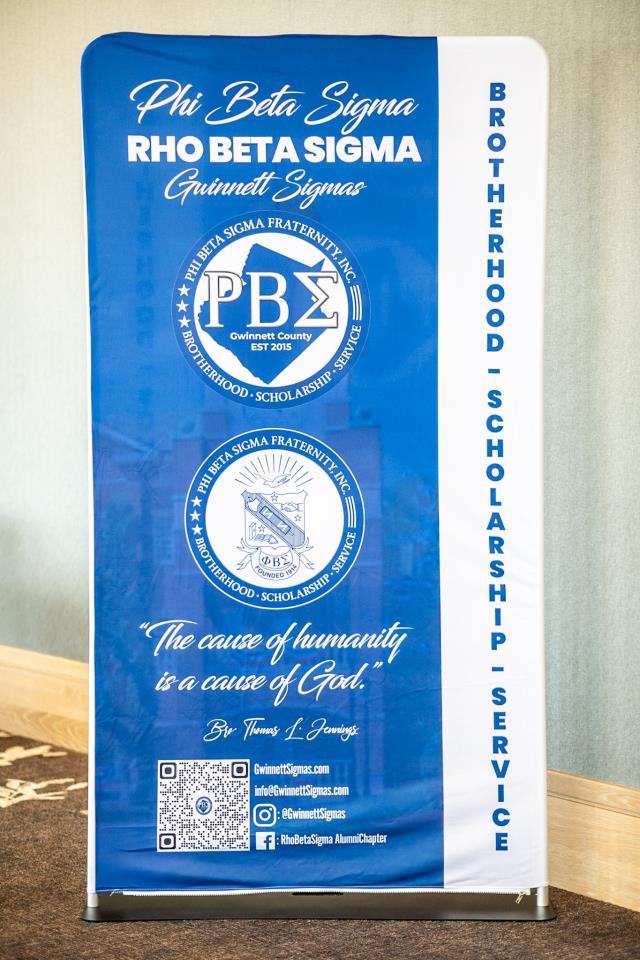 Phi Beta Sigma
RHO BETA SIGMA
Gwinnett Sigmas
PHI BETA SIGMA FRATERNITY, INC.
ΡΒΣ
Gwinnett County
EST 2015
BROTHERHOOD · SCHOLARSHIP · SERVICE
PHI BETA SIGMA FRATERNITY, INC.
ΦΒΣ
FOUNDED 1914
BROTHERHOOD · SCHOLARSHIP · SERVICE
"The cause of humanity
is a cause of God."
Bro Thomas L. Jennings
GwinnettSigmas.com
info@GwinnettSigmas.com
: @GwinnettSigmas
: RhoBetaSigma AlumniChapter
BROTHERHOOD - SCHOLARSHIP - SERVICE